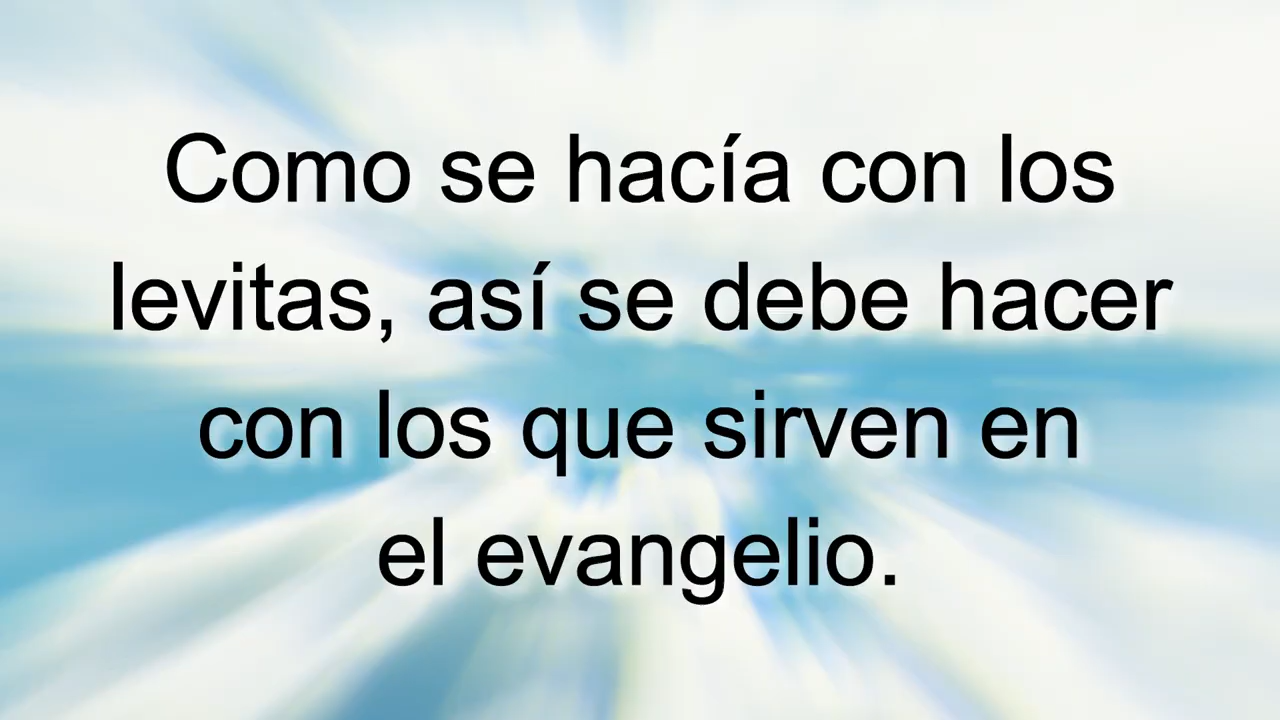 Como se hacía con los
levitas, así se debe hacer
con los que sirven en
el evangelio.